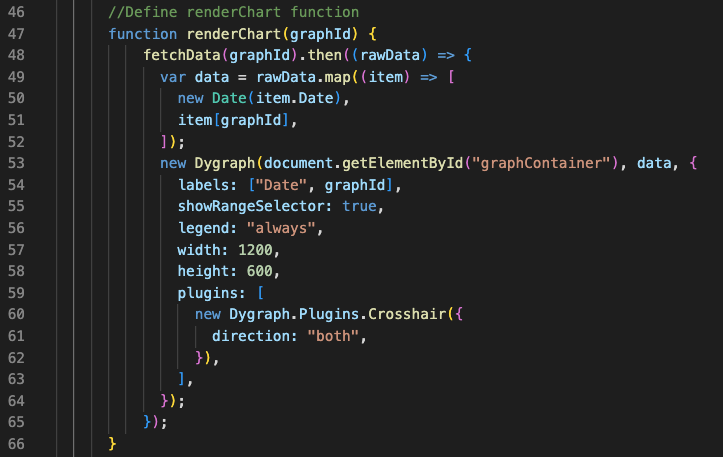 46 //Define renderChart function
47 function renderChart(graphId) {
48 fetchData(graphId).then((rawData) => {
49 var data = rawData.map((item) => [
50 new Date(item.Date),
51 item[graphId],
52 ]);
53 new Dygraph(document.getElementById("graphContainer"), data, {
54 labels: ["Date", graphId],
55 showRangeSelector: true,
56 legend: "always",
57 width: 1200,
58 height: 600,
59 plugins: [
60 new Dygraph.Plugins.Crosshair({
61 direction: "both",
62 }),
63 ],
64 });
65 });
66 }